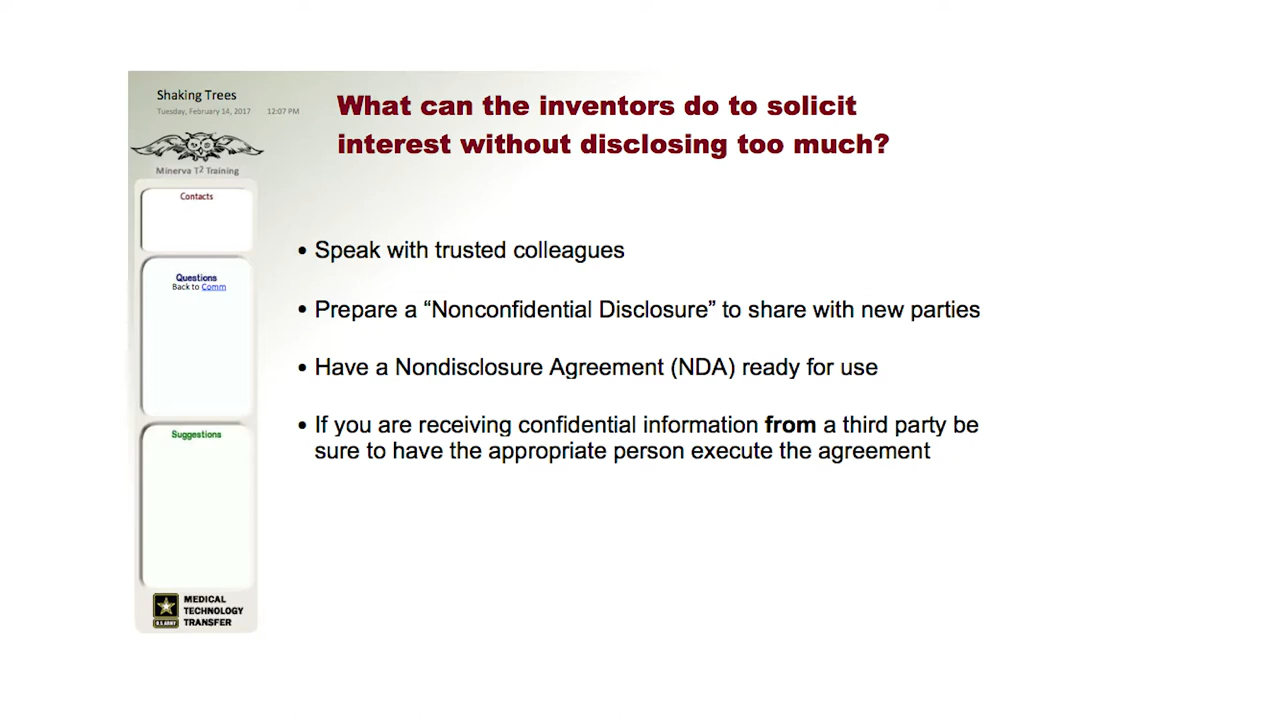 Shaking Trees
Tuesday, February 14, 2017 12:07 PM
Minerva T2 Training
Contacts
Questions
Back to Comm
Suggestions
U.S. ARMY
MEDICAL
TECHNOLOGY
TRANSFER
What can the inventors do to solicit
interest without disclosing too much?
• Speak with trusted colleagues
• Prepare a “Nonconfidential Disclosure” to share with new parties
• Have a Nondisclosure Agreement (NDA) ready for use
• If you are receiving confidential information from a third party be
sure to have the appropriate person execute the agreement